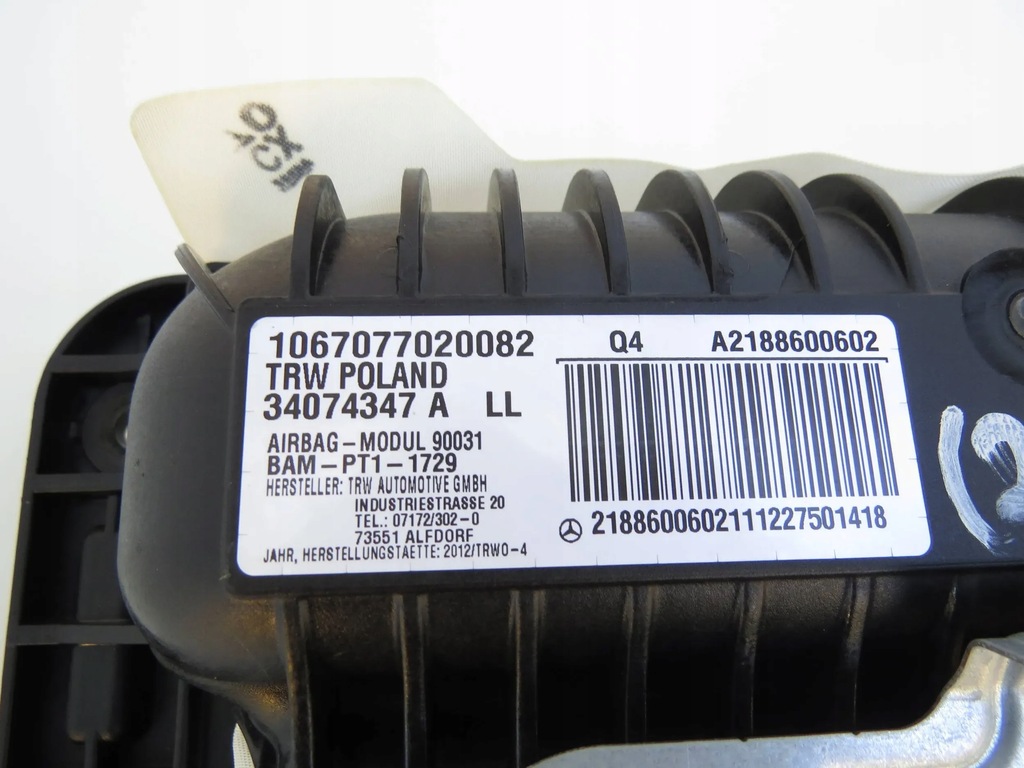 1067077020082
TRW POLAND
34074347 A LL
AIRBAG-MODUL 90031
BAM-PT1-1729
HERSTELLER: TRW AUTOMOTIVE GMBH
INDUSTRIESTRASSE 20
TEL.: 07172/302-0
73551 ALFDORF
JAHR, HERSTELLUNGSTAETTE: 2012/TRWO-4
Q4 A2188600602
2188600602111227501418